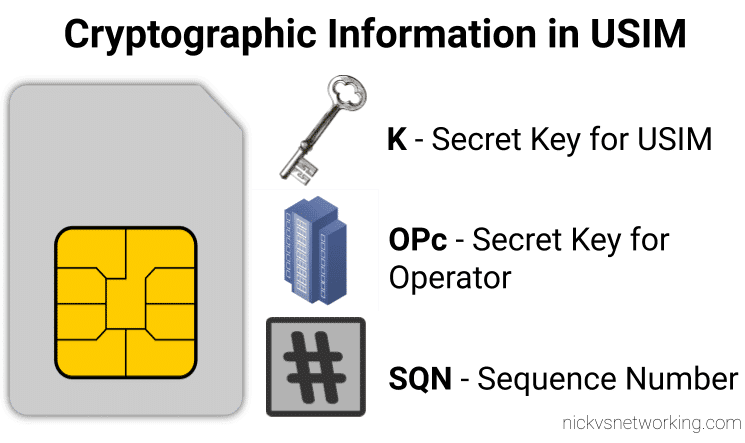 Cryptographic Information in USIM
K - Secret Key for USIM
OPc - Secret Key for
Operator
#
SQN - Sequence Number
nickvsnetworking.com